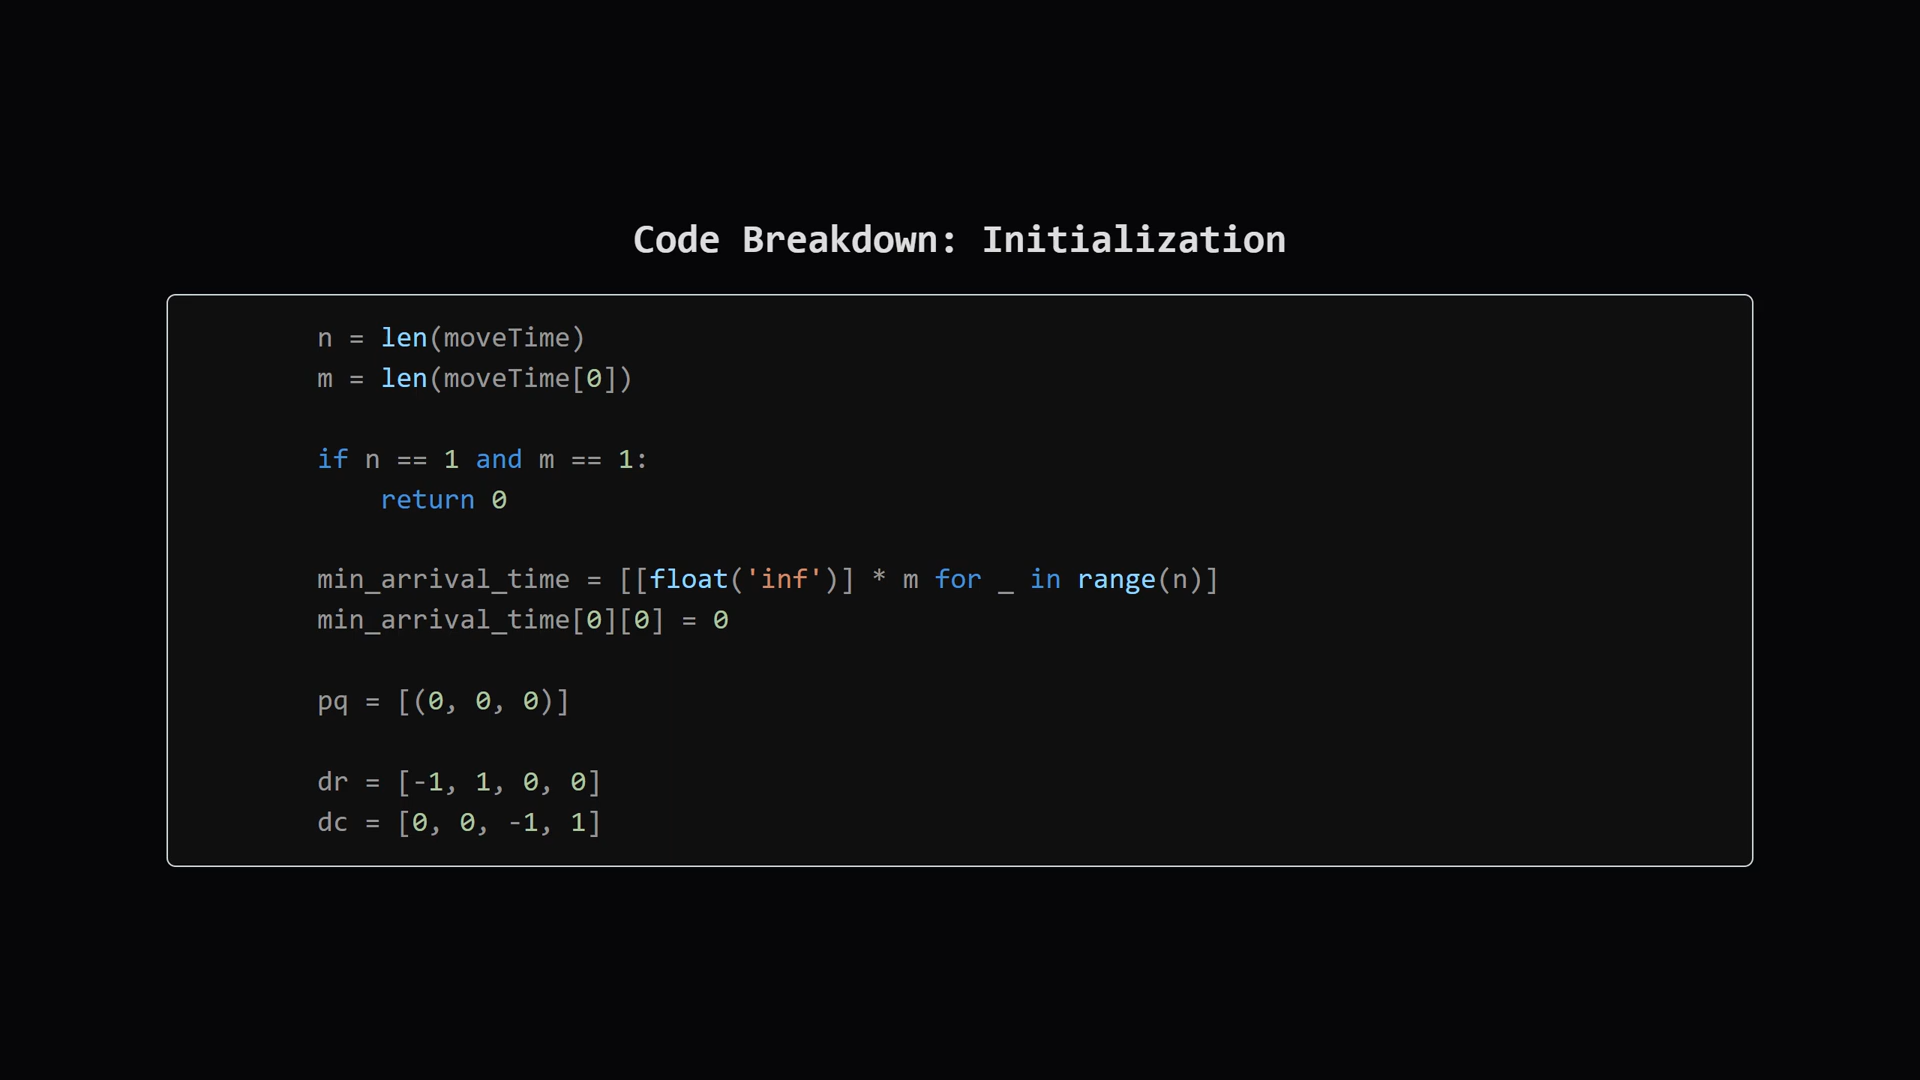 Code Breakdown: Initialization
n = len(moveTime)
m = len(moveTime[0])
if n == 1 and m == 1:
    return 0
min_arrival_time = [[float('inf')] * m for _ in range(n)]
min_arrival_time[0][0] = 0
pq = [(0, 0, 0)]
dr = [-1, 1, 0, 0]
dc = [0, 0, -1, 1]